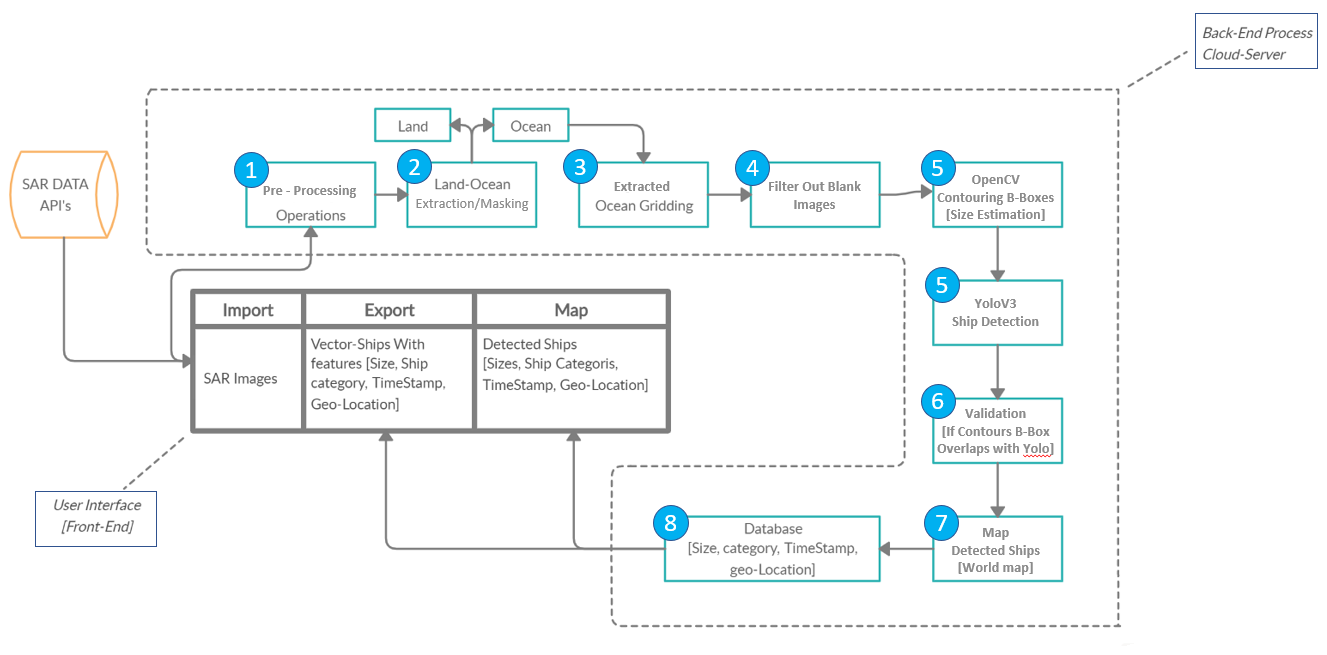 Back-End Process
Cloud-Server
Land
Ocean
SAR DATA
API's
1
Pre - Processing
Operations
2
Land-Ocean
Extraction/Masking
3
Extracted
Ocean Gridding
4
Filter Out Blank
Images
5
OpenCV
Contouring B-Boxes
[Size Estimation]
5
YoloV3
Ship Detection
Import
Export
Map
SAR Images
Vector-Ships With
features [Size, Ship
category, TimeStamp,
Geo-Location]
Detected Ships
[Sizes, Ship Categoris,
TimeStamp, Geo-Location]
6
Validation
[If Contours B-Box
Overlaps with Yolo]
User Interface
[Front-End]
7
Map
Detected Ships
[World map]
8
Database
[Size, category, TimeStamp,
geo-Location]